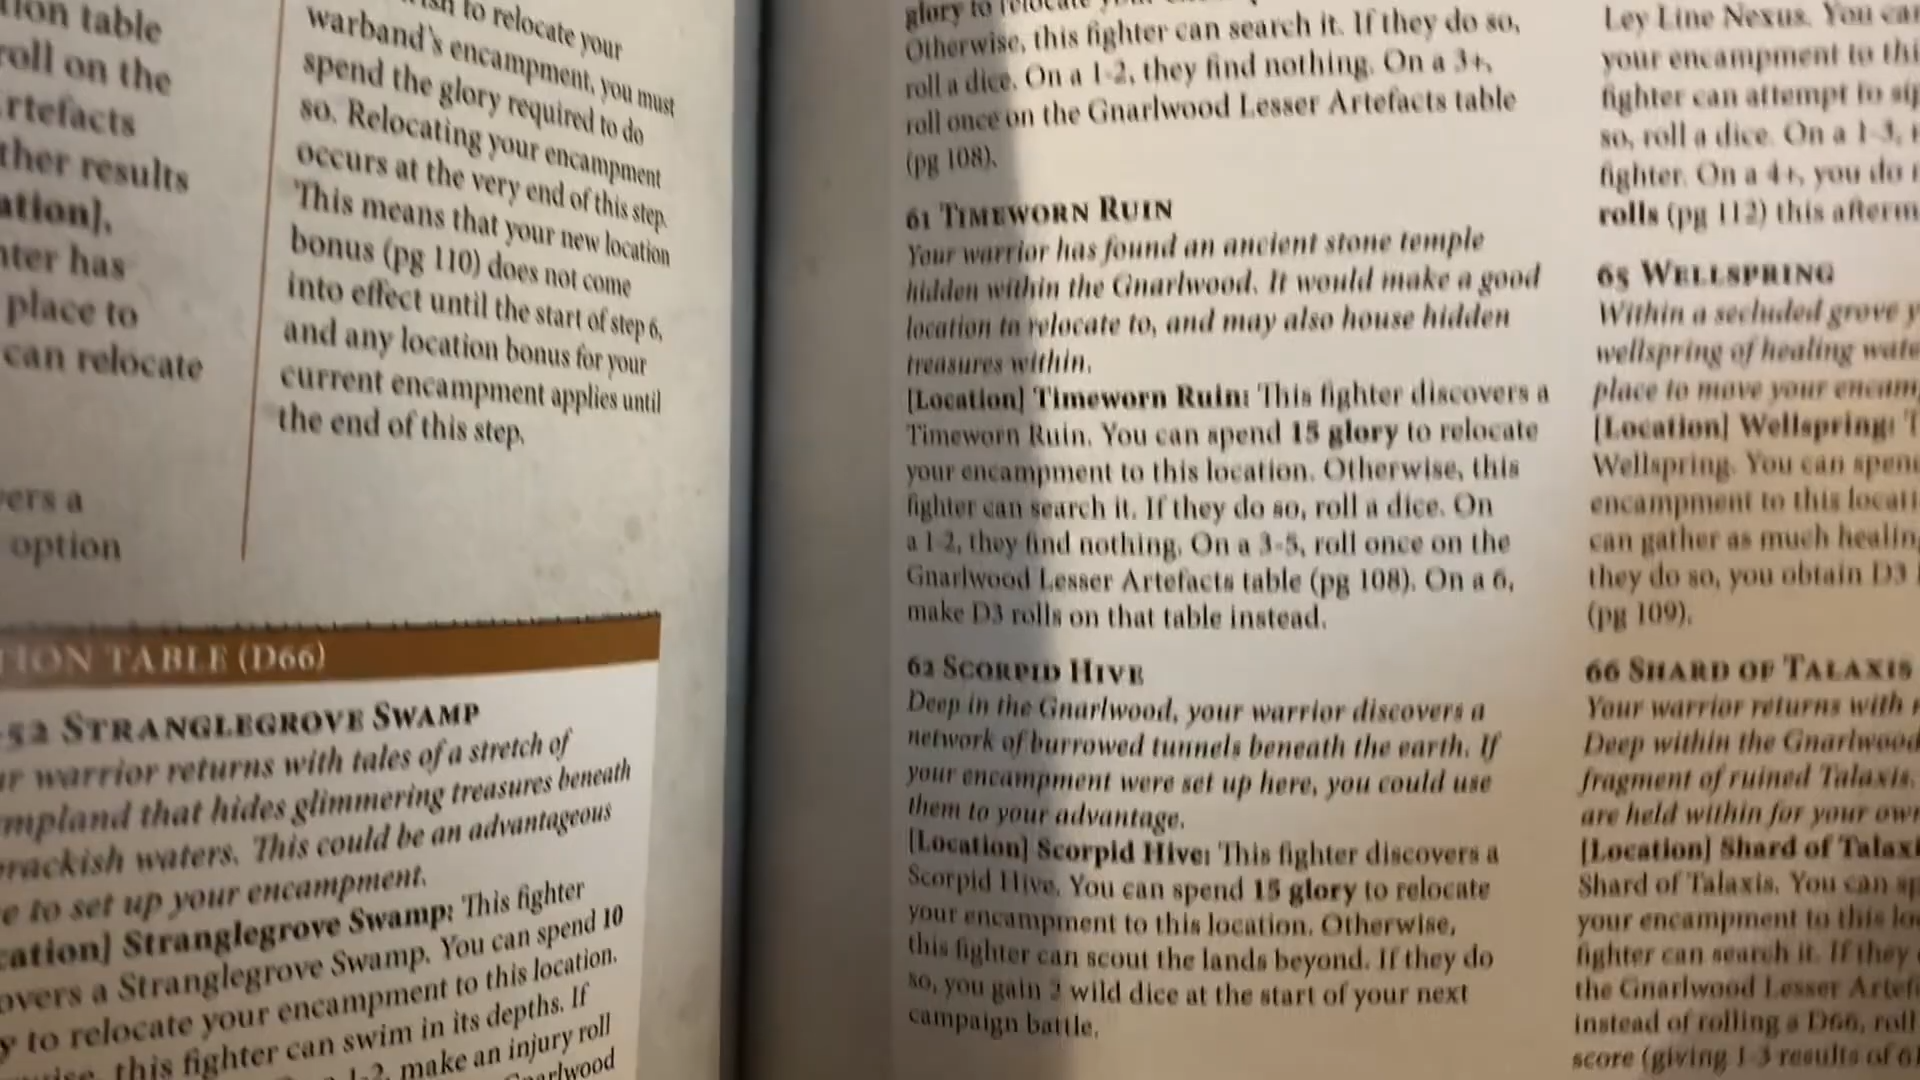 ion table
roll on the
rtefacts
ther results
ation],
hter has
place to
can relocate
vers a
option
to relocate your
warband's encampment, you must
spend the glory required to do
so. Relocating your encampment
occurs at the very end of this step.
This means that your new location
bonus (pg 110) does not come
into effect until the start of step 6,
and any location bonus for your
current encampment applies until
the end of this step.
TION TABLE (D66)
52 STRANGLEGROVE SWAMP
ur warrior returns with tales of a stretch of
mpland that hides glimmering treasures beneath
brackish waters. This could be an advantageous
e to set up your encampment.
cation] Stranglegrove Swamp: This fighter
overs a Stranglegrove Swamp. You can spend 10
y to relocate your encampment to this location.
wise, this fighter can swim in its depths. If
1-2, make an injury roll
narlwood
glory to relocate
Otherwise, this fighter can search it. If they do so,
roll a dice. On a 1-2, they find nothing. On a 3+,
roll once on the Gnarlwood Lesser Artefacts table
(pg 108).
61 TIMEWORN RUIN
Your warrior has found an ancient stone temple
hidden within the Gnarlwood. It would make a good
location to relocate to, and may also house hidden
treasures within.
[Location] Timeworn Ruin: This fighter discovers a
Timeworn Ruin. You can spend 15 glory to relocate
your encampment to this location. Otherwise, this
fighter can search it. If they do so, roll a dice. On
a 1-2, they find nothing. On a 3-5, roll once on the
Gnarlwood Lesser Artefacts table (pg 108). On a 6,
make D3 rolls on that table instead.
62 SCORPID HIVE
Deep in the Gnarlwood, your warrior discovers a
network of burrowed tunnels beneath the earth. If
your encampment were set up here, you could use
them to your advantage.
[Location] Scorpid Hive: This fighter discovers a
Scorpid Hive. You can spend 15 glory to relocate
your encampment to this location. Otherwise,
this fighter can scout the lands beyond. If they do
so, you gain 2 wild dice at the start of your next
campaign battle.
Ley Line Nexus. You can
your encampment to thi
fighter can attempt to sip
so, roll a dice. On a 1-3,
fighter. On a 4+, you do
rolls (pg 112) this afterm
65 WELLSPRING
Within a secluded grove y
wellspring of healing wate
place to move your encam
[Location] Wellspring: T
Wellspring. You can spen
encampment to this locati
can gather as much healin
they do so, you obtain D3
(pg 109).
66 SHARD OF TALAXIS
Your warrior returns with
Deep within the Gnarlwood
fragment of ruined Talaxis.
are held within for your own
[Location] Shard of Talaxi
Shard of Talaxis. You can sp
your encampment to this lo
fighter can search it. If they
the Gnarlwood Lesser Artef
instead of rolling a D66, roll
score (giving 1-3 results of 61